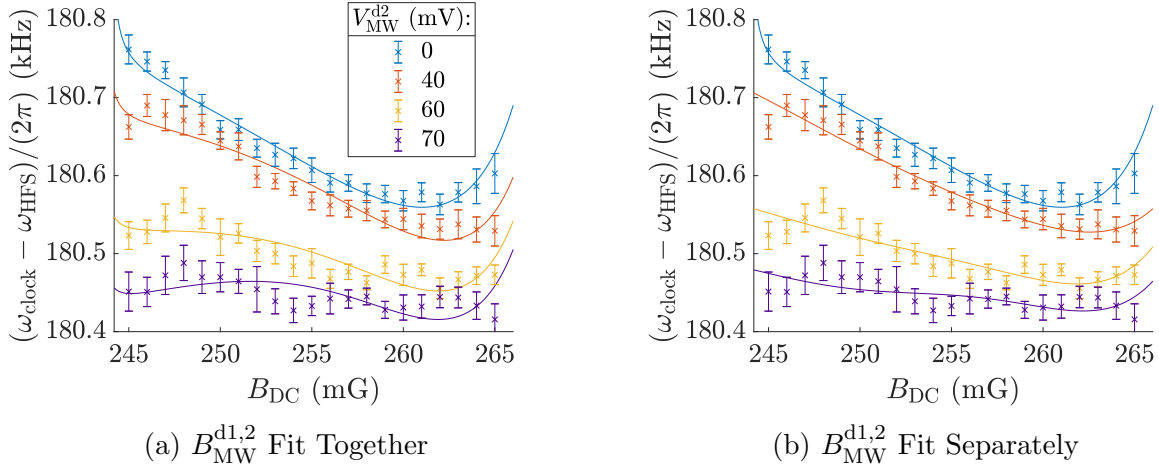 180.8
180.7
180.6
180.5
180.4
(ω_clock − ω_HFS)/(2π) (kHz)
V_MW^d2 (mV):
0
40
60
70
245 250 255 260 265
B_DC (mG)
(a) B_MW^d1,2 Fit Together
180.8
180.7
180.6
180.5
180.4
(ω_clock − ω_HFS)/(2π) (kHz)
245 250 255 260 265
B_DC (mG)
(b) B_MW^d1,2 Fit Separately